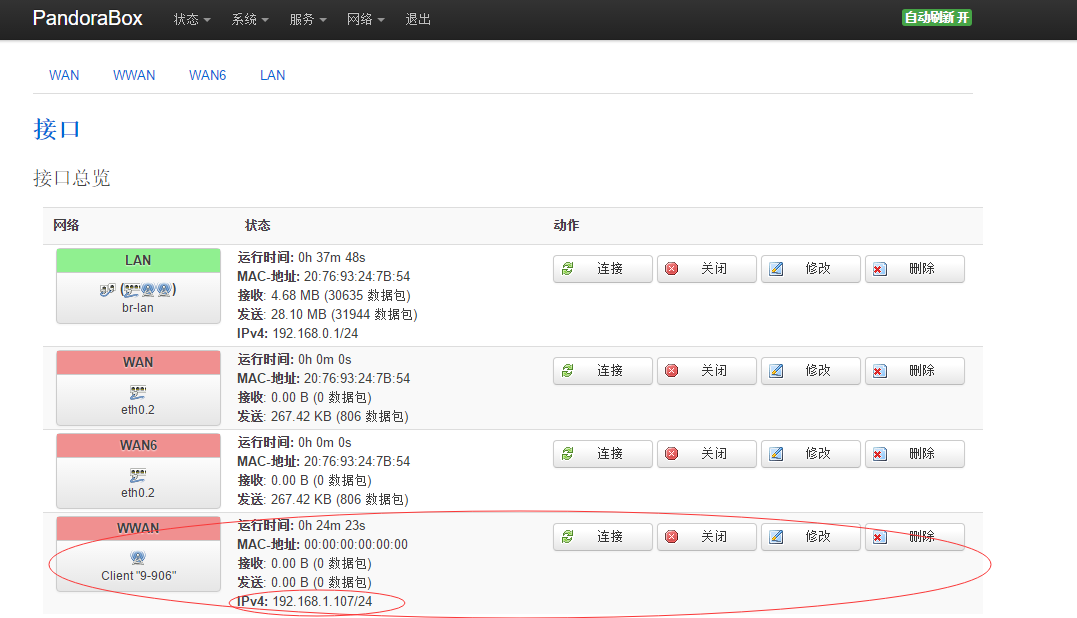 PandoraBox 状态 系统 服务 网络 退出 自动刷新 开
WAN WWAN WAN6 LAN
接口
接口总览
网络 状态 动作
LAN
br-lan
运行时间: 0h 37m 48s
MAC-地址: 20:76:93:24:7B:54
接收: 4.68 MB (30635 数据包)
发送: 28.10 MB (31944 数据包)
IPv4: 192.168.0.1/24
连接 关闭 修改 删除
WAN
eth0.2
运行时间: 0h 0m 0s
MAC-地址: 20:76:93:24:7B:54
接收: 0.00 B (0 数据包)
发送: 267.42 KB (806 数据包)
连接 关闭 修改 删除
WAN6
eth0.2
运行时间: 0h 0m 0s
MAC-地址: 20:76:93:24:7B:54
接收: 0.00 B (0 数据包)
发送: 267.42 KB (806 数据包)
连接 关闭 修改 删除
WWAN
Client "9-906"
运行时间: 0h 24m 23s
MAC-地址: 00:00:00:00:00:00
接收: 0.00 B (0 数据包)
发送: 0.00 B (0 数据包)
IPv4: 192.168.1.107/24
连接 关闭 修改 删除